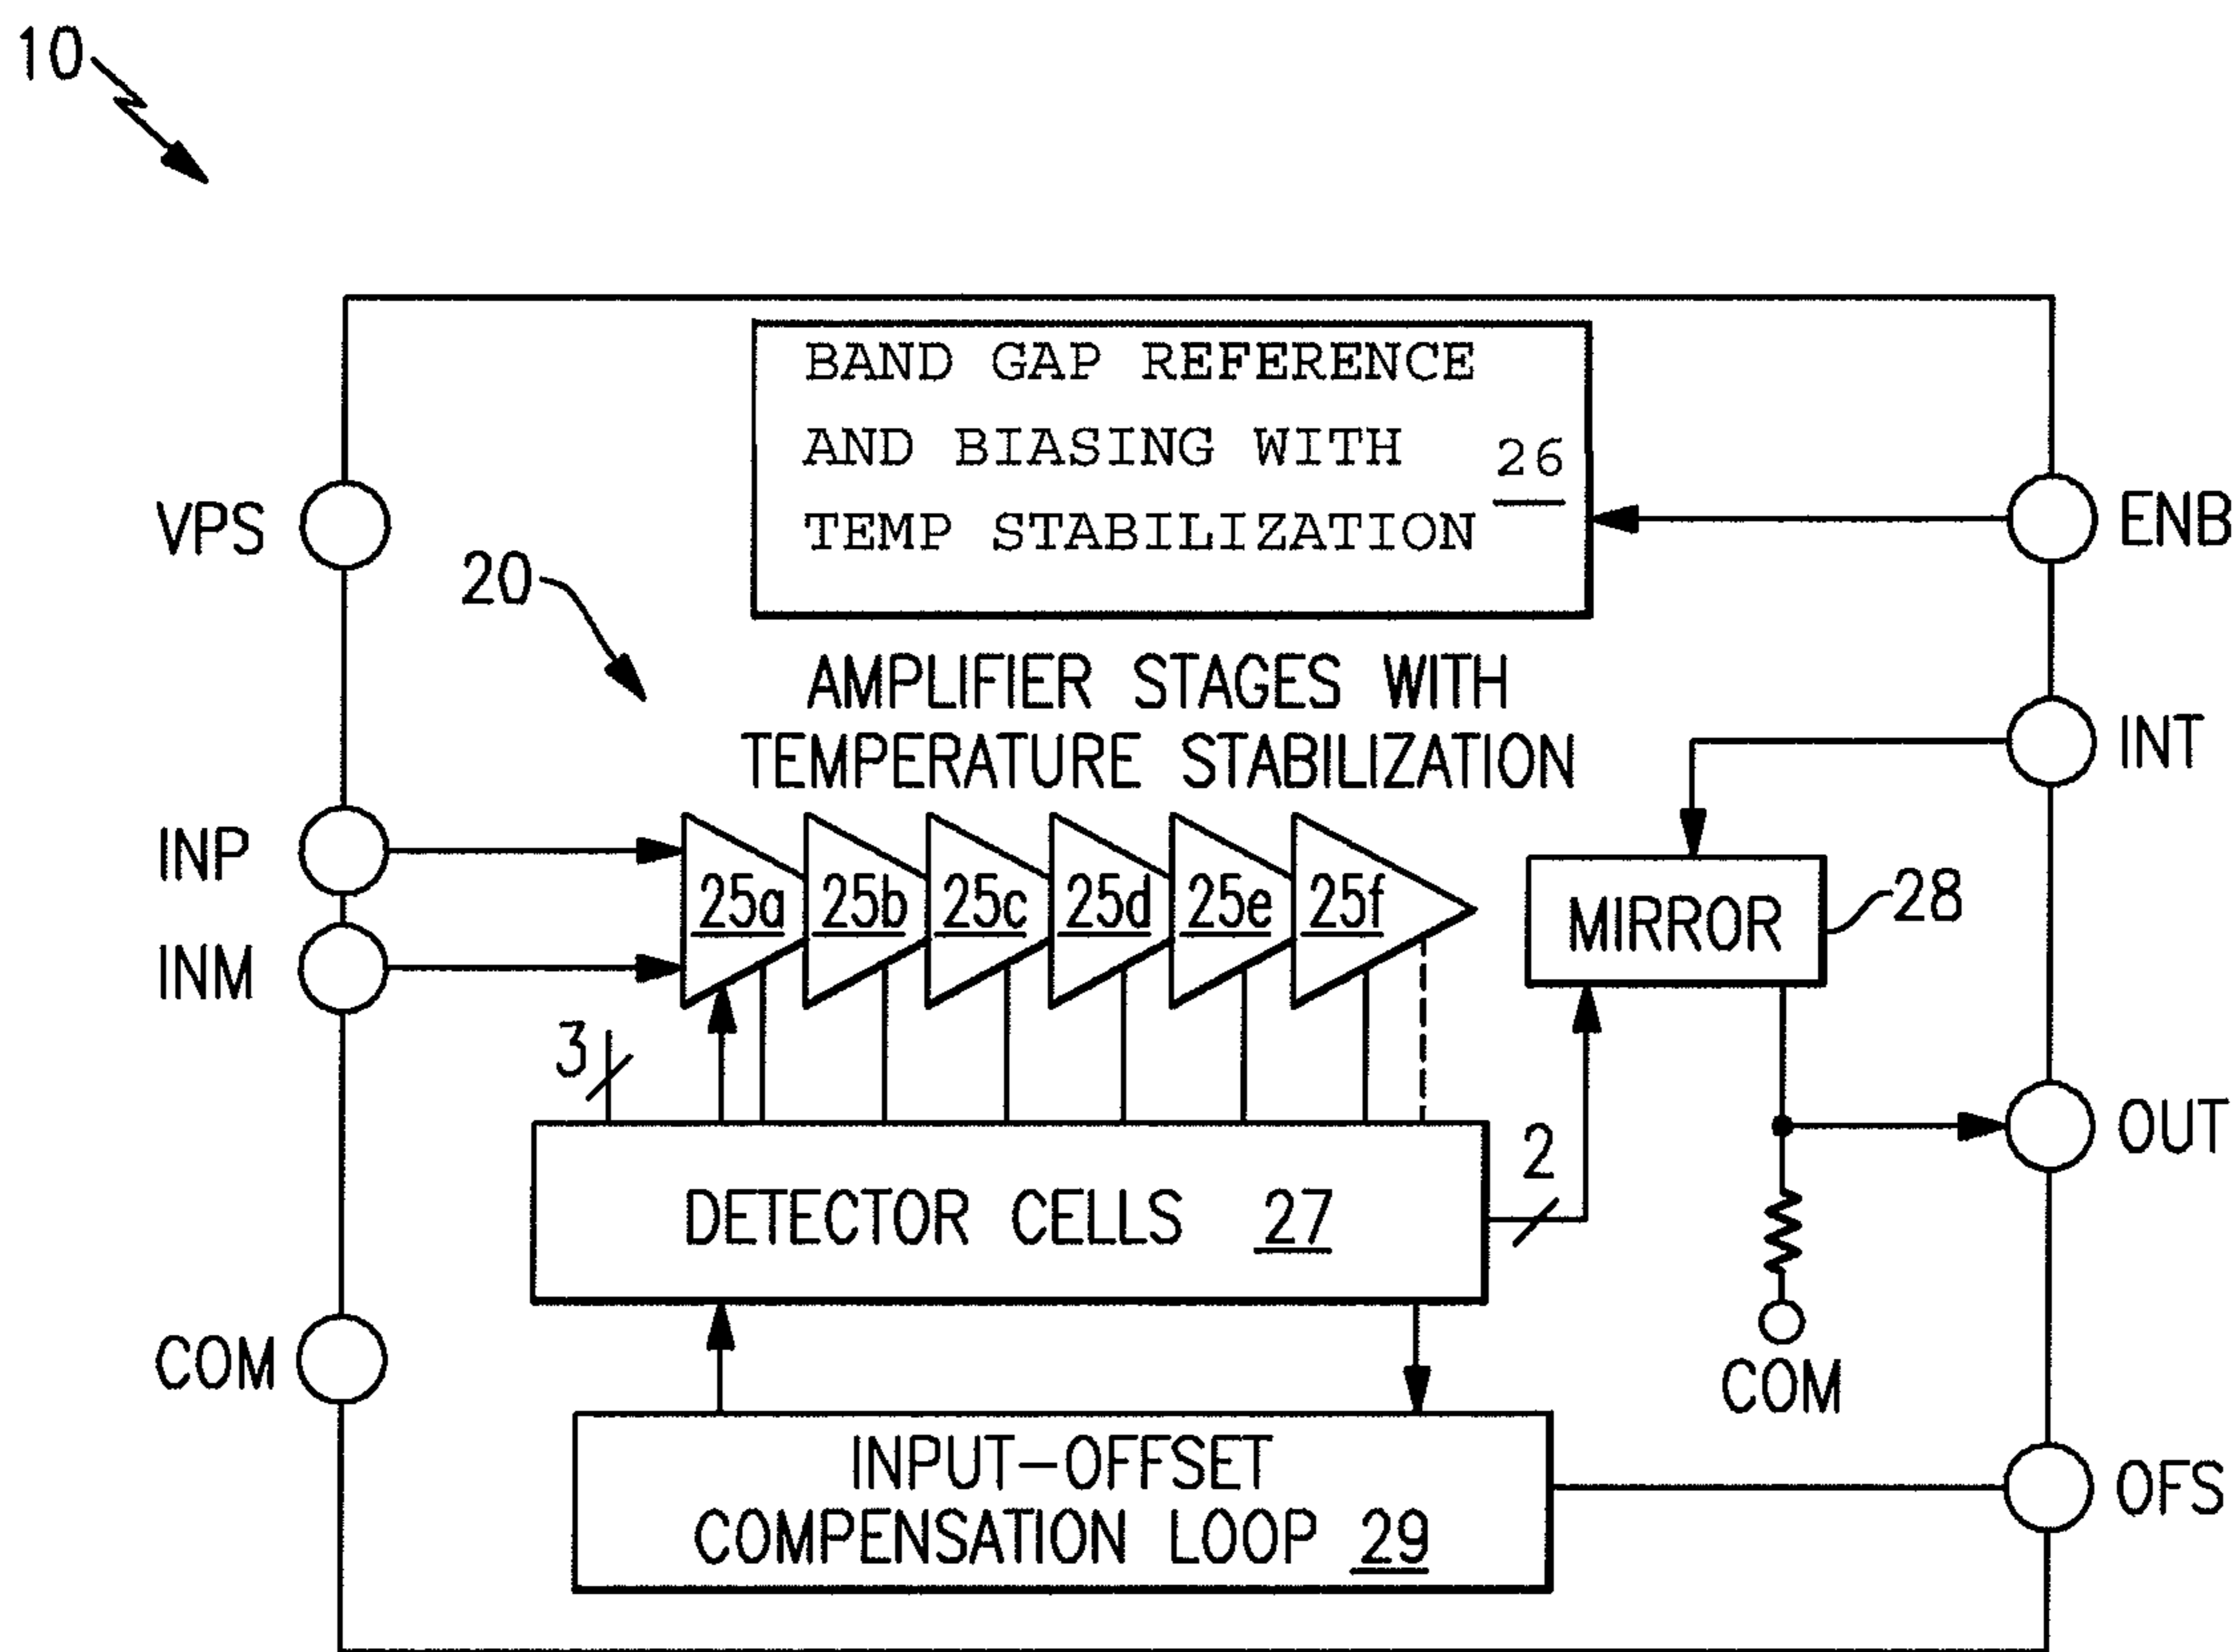 10
BAND GAP REFERENCE
AND BIASING WITH
TEMP STABILIZATION
26
VPS
ENB
20
AMPLIFIER STAGES WITH
TEMPERATURE STABILIZATION
INT
INP
INM
25a 25b 25c 25d 25e 25f
MIRROR
28
3
2
OUT
DETECTOR CELLS 27
COM
COM
INPUT-OFFSET
COMPENSATION LOOP 29
OFS